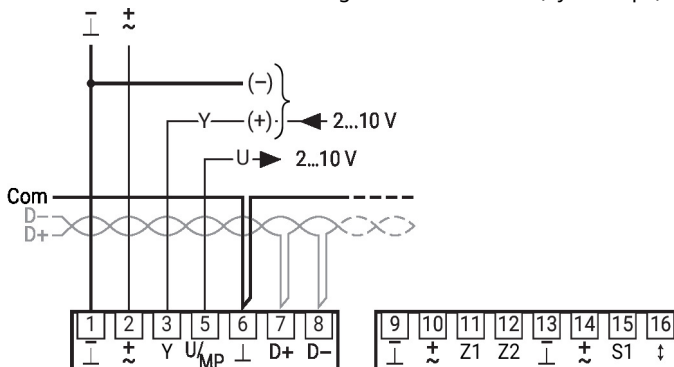 ⊥ ~
(–)
Y (+) 2...10 V
U 2...10 V
Com
D–
D+
1 2 3 5 6 7 8 9 10 11 12 13 14 15 16
– ⊥ + ~ Y U/MP ⊥ D+ D– – ⊥ + ~ Z1 Z2 – ⊥ + ~ S1 ↕